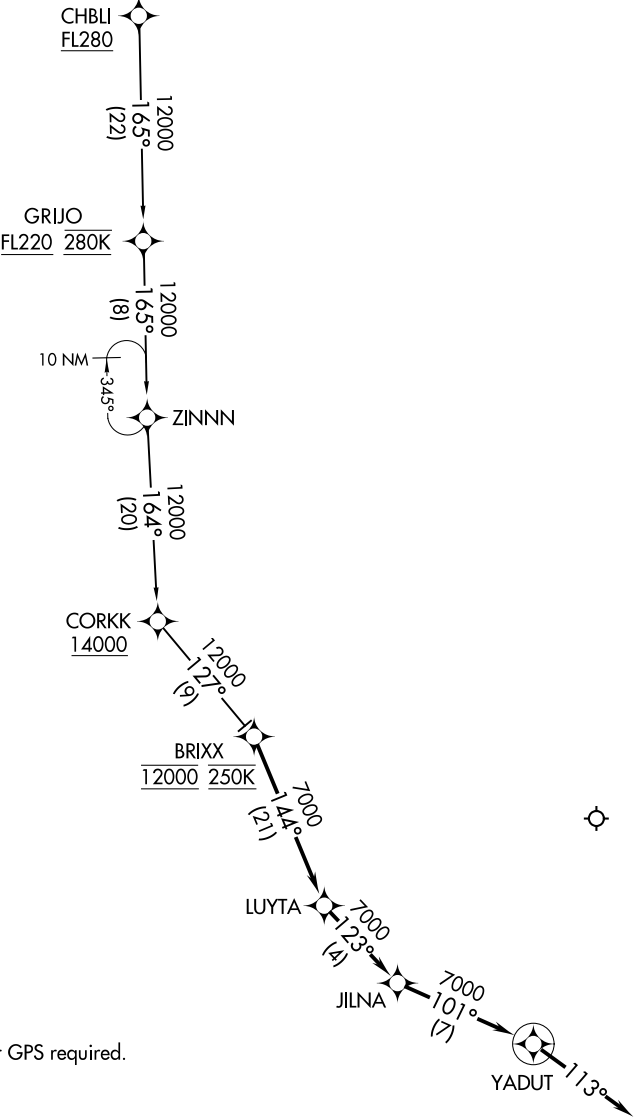 CHBLI
FL280
12000
165°
(22)
GRIJO
FL220 280K
12000
165°
(8)
10 NM
345°
ZINNN
12000
164°
(20)
CORKK
14000
12000
127°
(9)
BRIXX
12000 250K
7000
144°
(21)
LUYTA
7000
123°
(4)
JILNA
7000
101°
(7)
GPS required.
YADUT
113°